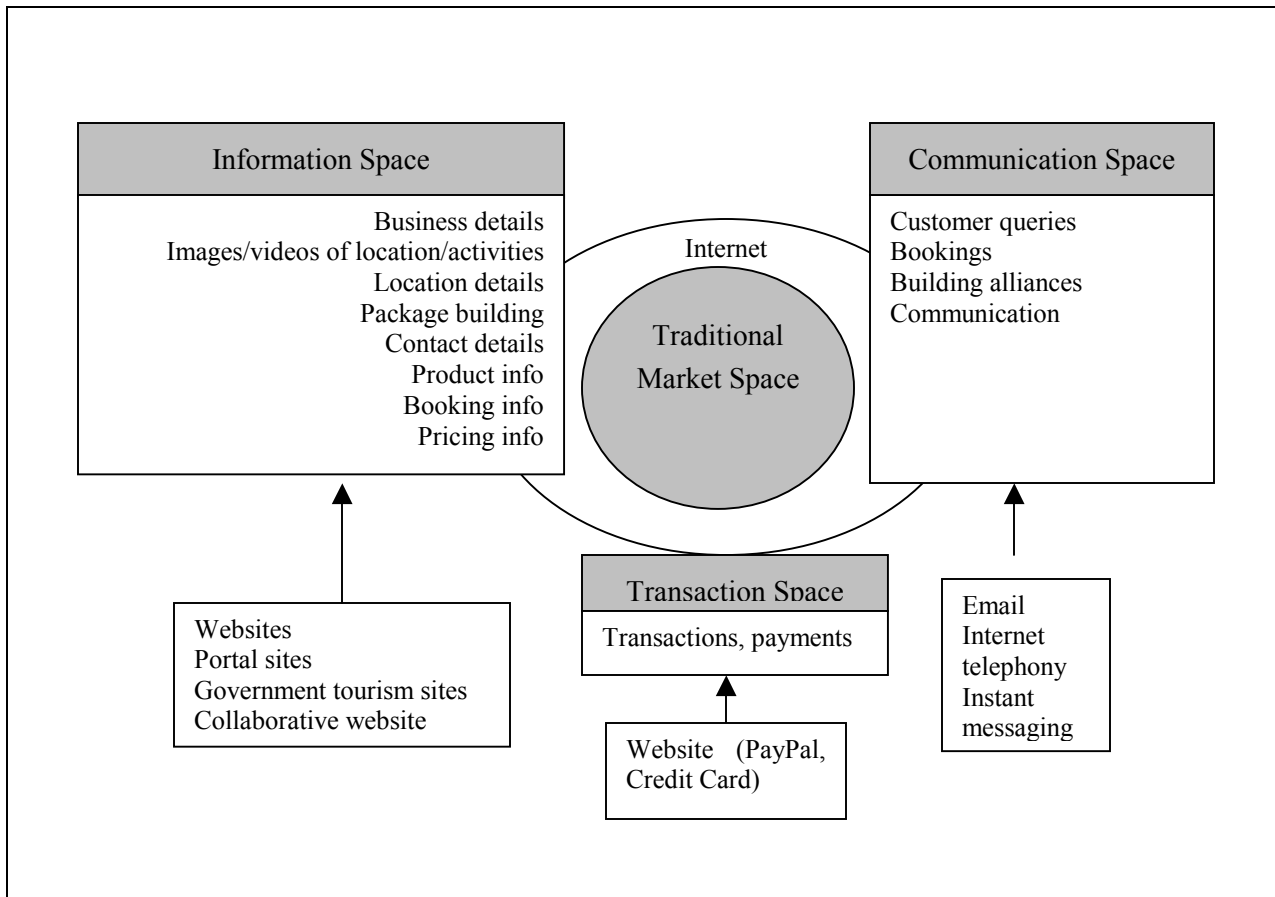 Information Space
Business details
Images/videos of location/activities
Location details
Package building
Contact details
Product info
Booking info
Pricing info
Internet
Traditional
Market Space
Communication Space
Customer queries
Bookings
Building alliances
Communication
Transaction Space
Transactions, payments
Websites
Portal sites
Government tourism sites
Collaborative website
Website (PayPal,
Credit Card)
Email
Internet
telephony
Instant
messaging